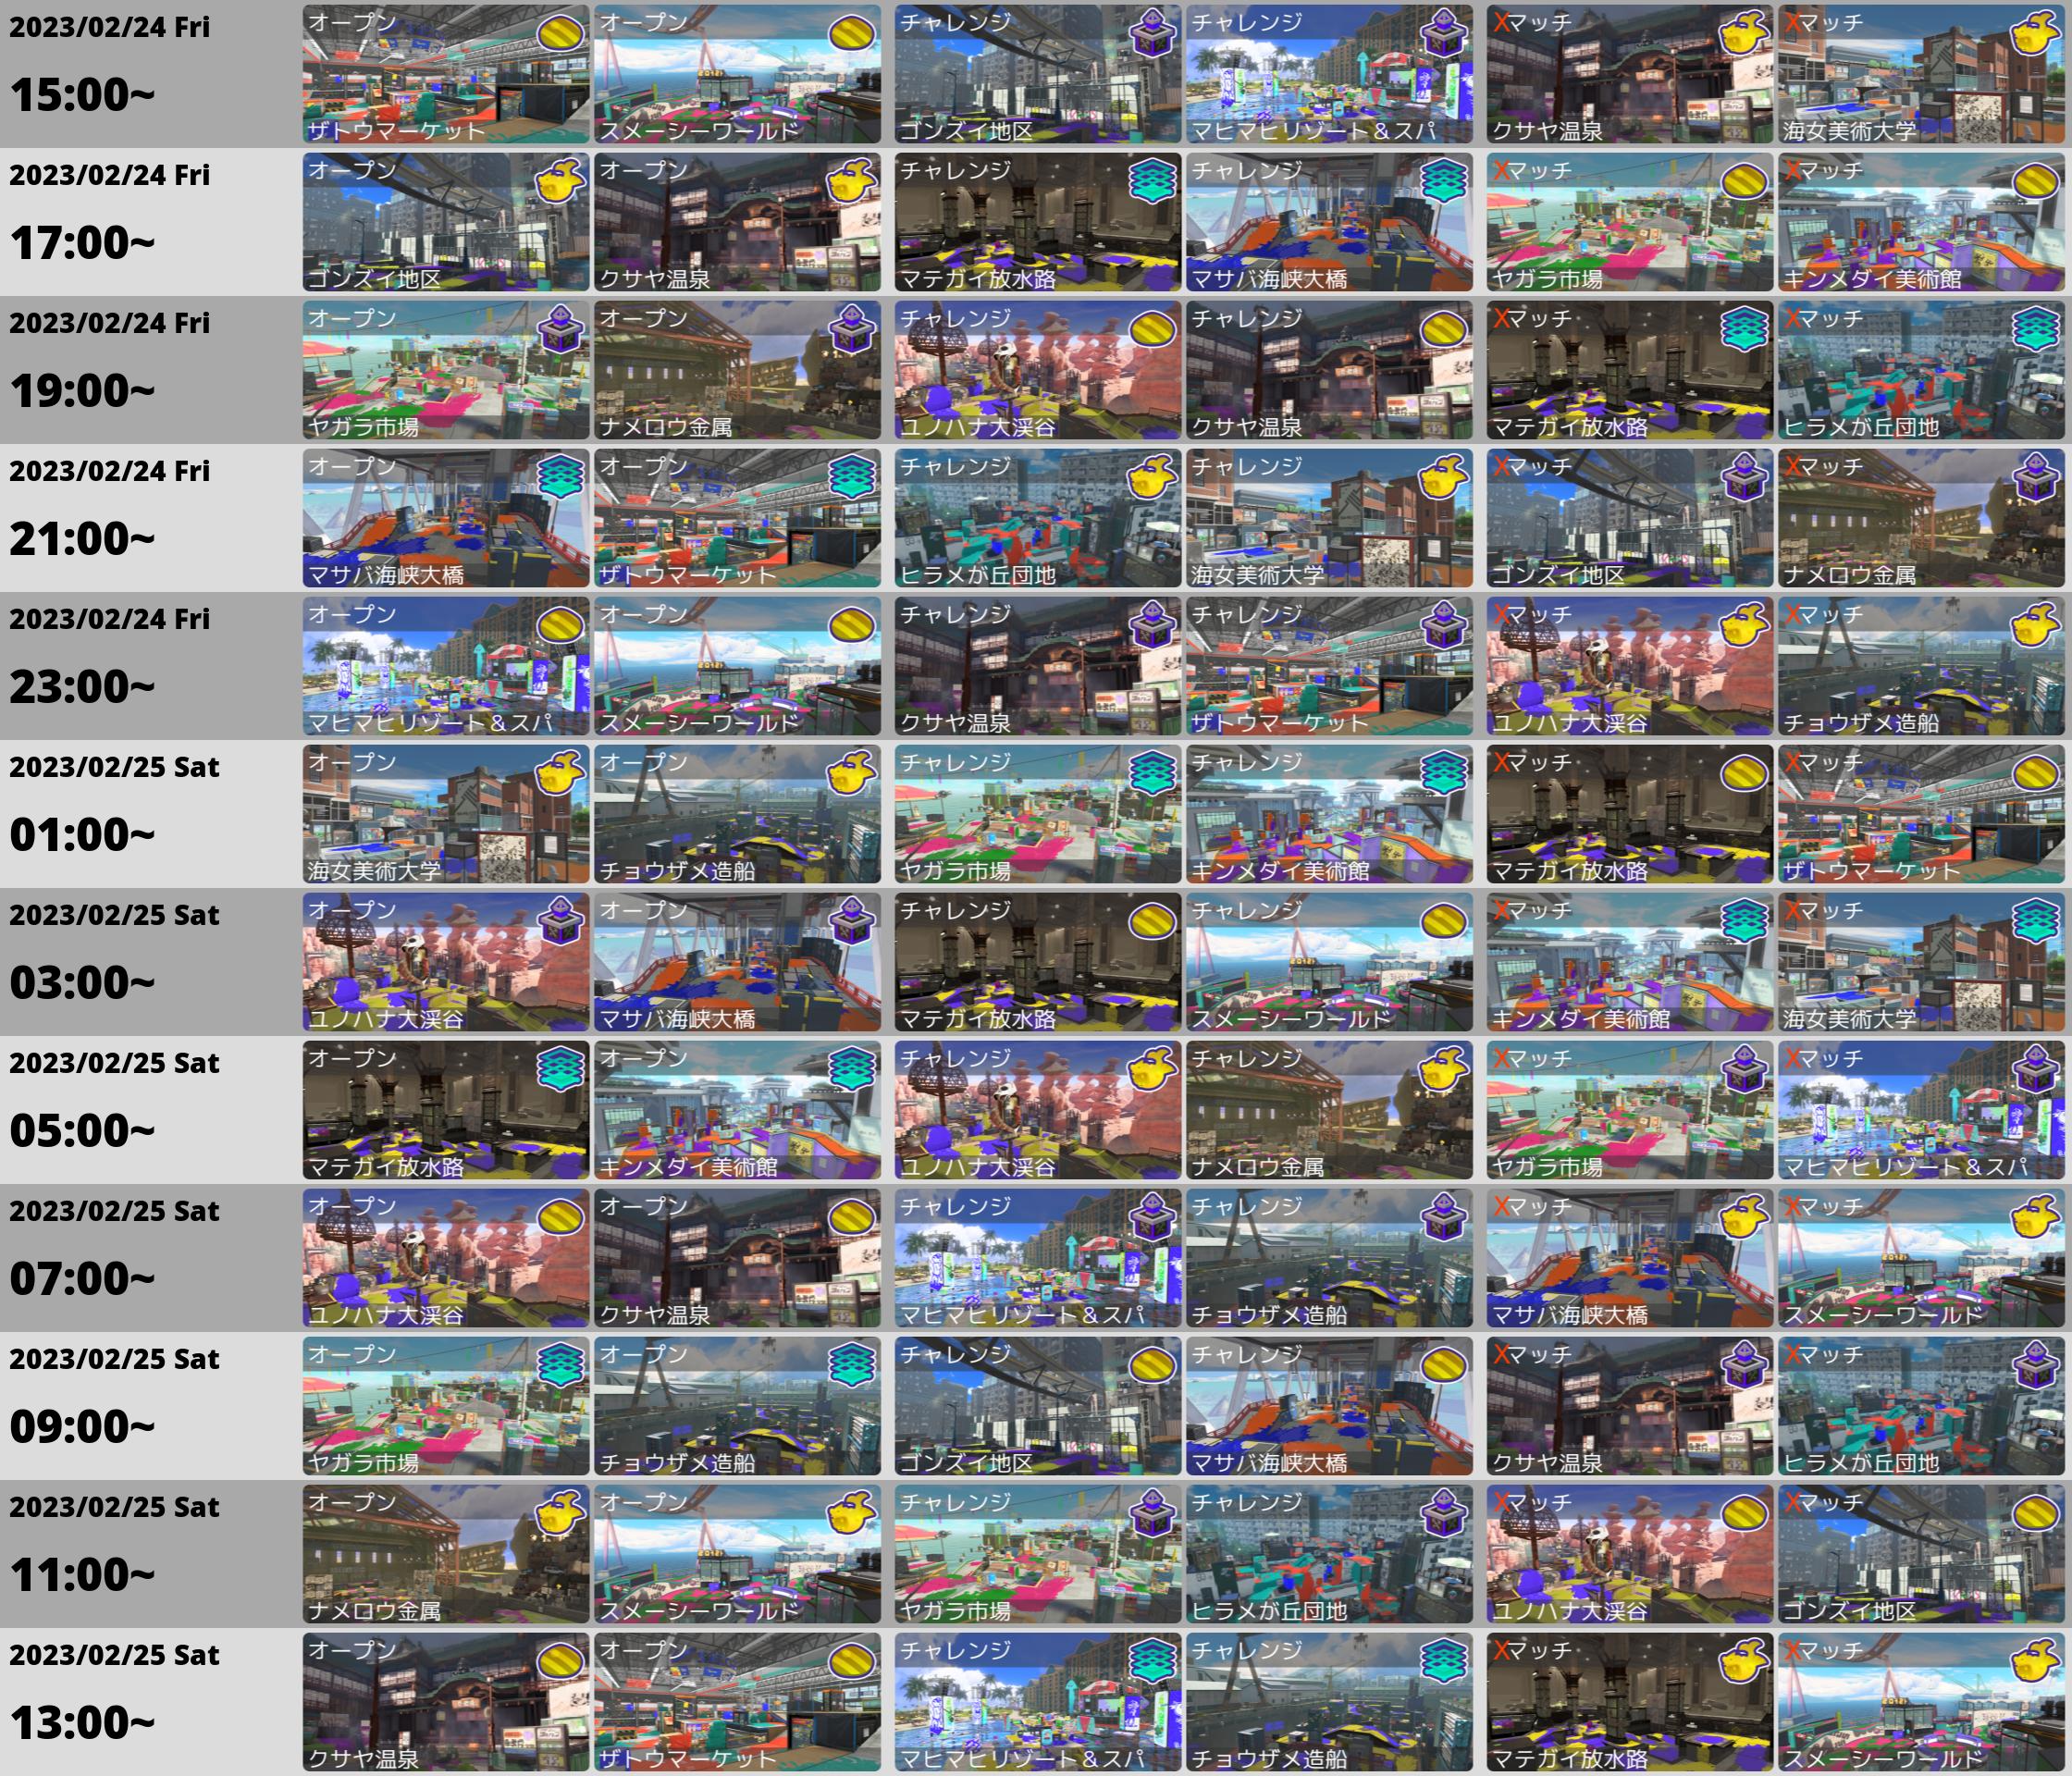 2023/02/24 Fri
15:00~
オープン オープン チャレンジ チャレンジ Xマッチ Xマッチ
ザトウマーケット スメーシーワールド ゴンズイ地区 マヒマヒリゾート&スパ クサヤ温泉 海女美術大学
2023/02/24 Fri
17:00~
オープン オープン チャレンジ チャレンジ Xマッチ Xマッチ
ゴンズイ地区 クサヤ温泉 マテガイ放水路 マサバ海峡大橋 ヤガラ市場 キンメダイ美術館
2023/02/24 Fri
19:00~
オープン オープン チャレンジ チャレンジ Xマッチ Xマッチ
ヤガラ市場 ナメロウ金属 ユノハナ大渓谷 クサヤ温泉 マテガイ放水路 ヒラメが丘団地
2023/02/24 Fri
21:00~
オープン オープン チャレンジ チャレンジ Xマッチ Xマッチ
マサバ海峡大橋 ザトウマーケット ヒラメが丘団地 海女美術大学 ゴンズイ地区 ナメロウ金属
2023/02/24 Fri
23:00~
オープン オープン チャレンジ チャレンジ Xマッチ Xマッチ
マヒマヒリゾート&スパ スメーシーワールド クサヤ温泉 ザトウマーケット ユノハナ大渓谷 チョウザメ造船
2023/02/25 Sat
01:00~
オープン オープン チャレンジ チャレンジ Xマッチ Xマッチ
海女美術大学 チョウザメ造船 ヤガラ市場 キンメダイ美術館 マテガイ放水路 ザトウマーケット
2023/02/25 Sat
03:00~
オープン オープン チャレンジ チャレンジ Xマッチ Xマッチ
ユノハナ大渓谷 マサバ海峡大橋 マテガイ放水路 スメーシーワールド キンメダイ美術館 海女美術大学
2023/02/25 Sat
05:00~
オープン オープン チャレンジ チャレンジ Xマッチ Xマッチ
マテガイ放水路 キンメダイ美術館 ユノハナ大渓谷 ナメロウ金属 ヤガラ市場 マヒマヒリゾート&スパ
2023/02/25 Sat
07:00~
オープン オープン チャレンジ チャレンジ Xマッチ Xマッチ
ユノハナ大渓谷 クサヤ温泉 マヒマヒリゾート&スパ チョウザメ造船 マサバ海峡大橋 スメーシーワールド
2023/02/25 Sat
09:00~
オープン オープン チャレンジ チャレンジ Xマッチ Xマッチ
ヤガラ市場 チョウザメ造船 ゴンズイ地区 マサバ海峡大橋 クサヤ温泉 ヒラメが丘団地
2023/02/25 Sat
11:00~
オープン オープン チャレンジ チャレンジ Xマッチ Xマッチ
ナメロウ金属 スメーシーワールド ヤガラ市場 ヒラメが丘団地 ユノハナ大渓谷 ゴンズイ地区
2023/02/25 Sat
13:00~
オープン オープン チャレンジ チャレンジ Xマッチ Xマッチ
クサヤ温泉 ザトウマーケット マヒマヒリゾート&スパ チョウザメ造船 マテガイ放水路 スメーシーワールド